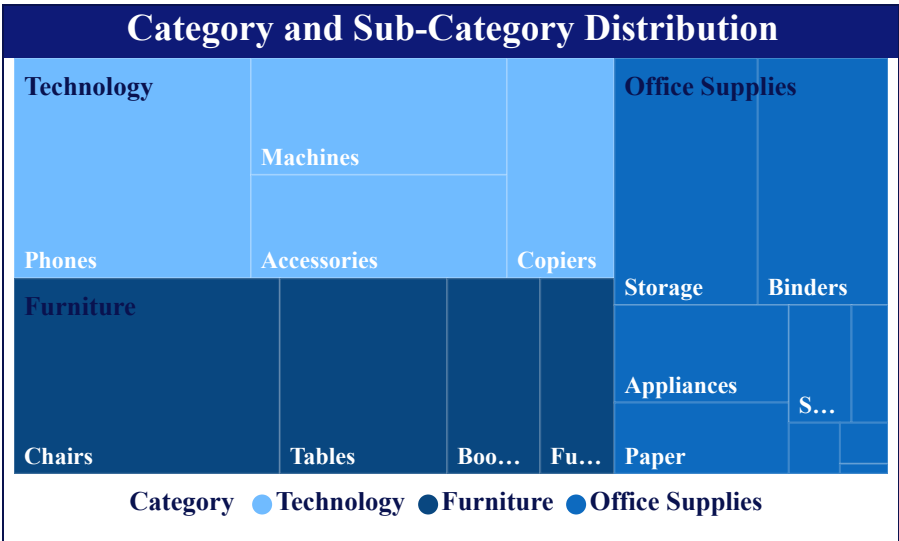 Category and Sub-Category Distribution
Technology
Office Supplies
Machines
Phones
Accessories
Copiers
Storage
Binders
Furniture
Appliances
S…
Chairs
Tables
Boo…
Fu…
Paper
Category Technology Furniture Office Supplies